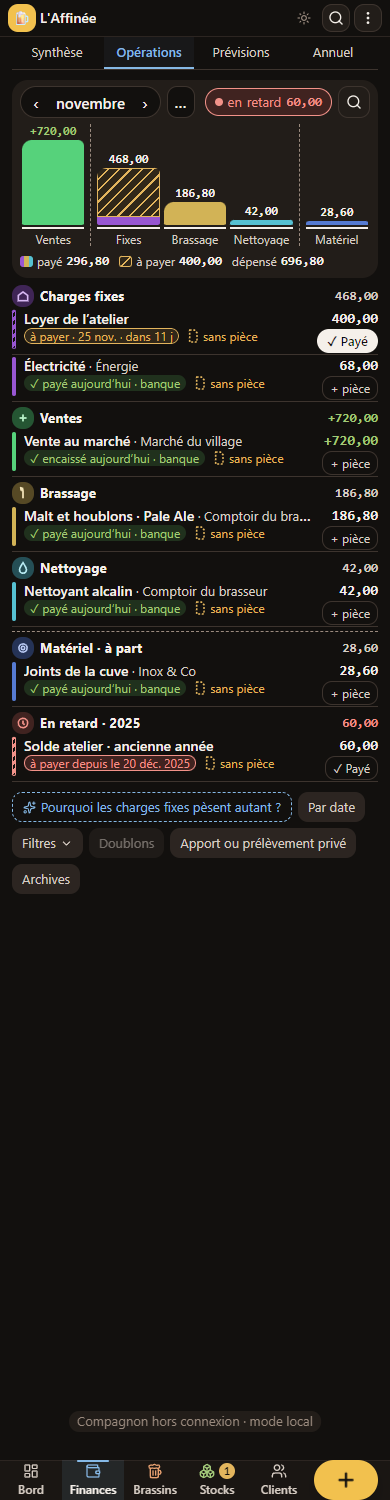 L'Affinée
Synthèse Opérations Prévisions Annuel
‹ novembre › ... en retard 60,00
+720,00
468,00
186,80
42,00
28,60
Ventes Fixes Brassage Nettoyage Matériel
payé 296,80 à payer 400,00 dépensé 696,80
Charges fixes 468,00
Loyer de l'atelier 400,00
à payer · 25 nov. · dans 11 j sans pièce ✓ Payé
Électricité · Énergie 68,00
✓ payé aujourd'hui · banque sans pièce + pièce
Ventes +720,00
Vente au marché · Marché du village +720,00
✓ encaissé aujourd'hui · banque sans pièce + pièce
Brassage 186,80
Malt et houblons · Pale Ale · Comptoir du bra... 186,80
✓ payé aujourd'hui · banque sans pièce + pièce
Nettoyage 42,00
Nettoyant alcalin · Comptoir du brasseur 42,00
✓ payé aujourd'hui · banque sans pièce + pièce
Matériel · à part 28,60
Joints de la cuve · Inox & Co 28,60
✓ payé aujourd'hui · banque sans pièce + pièce
En retard · 2025 60,00
Solde atelier · ancienne année 60,00
à payer depuis le 20 déc. 2025 sans pièce ✓ Payé
Pourquoi les charges fixes pèsent autant ? Par date
Filtres Doublons Apport ou prélèvement privé
Archives
Compagnon hors connexion · mode local
Bord Finances Brassins Stocks 1 Clients +